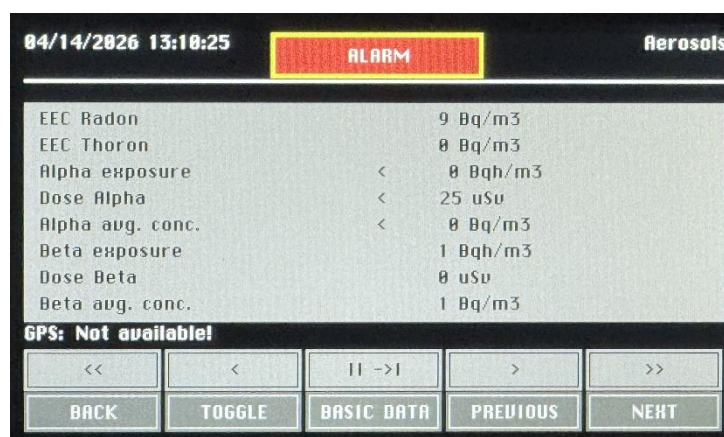 04/14/2026 13:10:25 ALARM Aerosols
EEC Radon 9 Bq/m3
EEC Thoron 0 Bq/m3
Alpha exposure < 0 Bqh/m3
Dose Alpha < 25 uSv
Alpha avg. conc. < 0 Bq/m3
Beta exposure 1 Bqh/m3
Dose Beta 0 uSv
Beta avg. conc. 1 Bq/m3
GPS: Not available!
<< < || ->| > >>
BACK TOGGLE BASIC DATA PREVIOUS NEXT